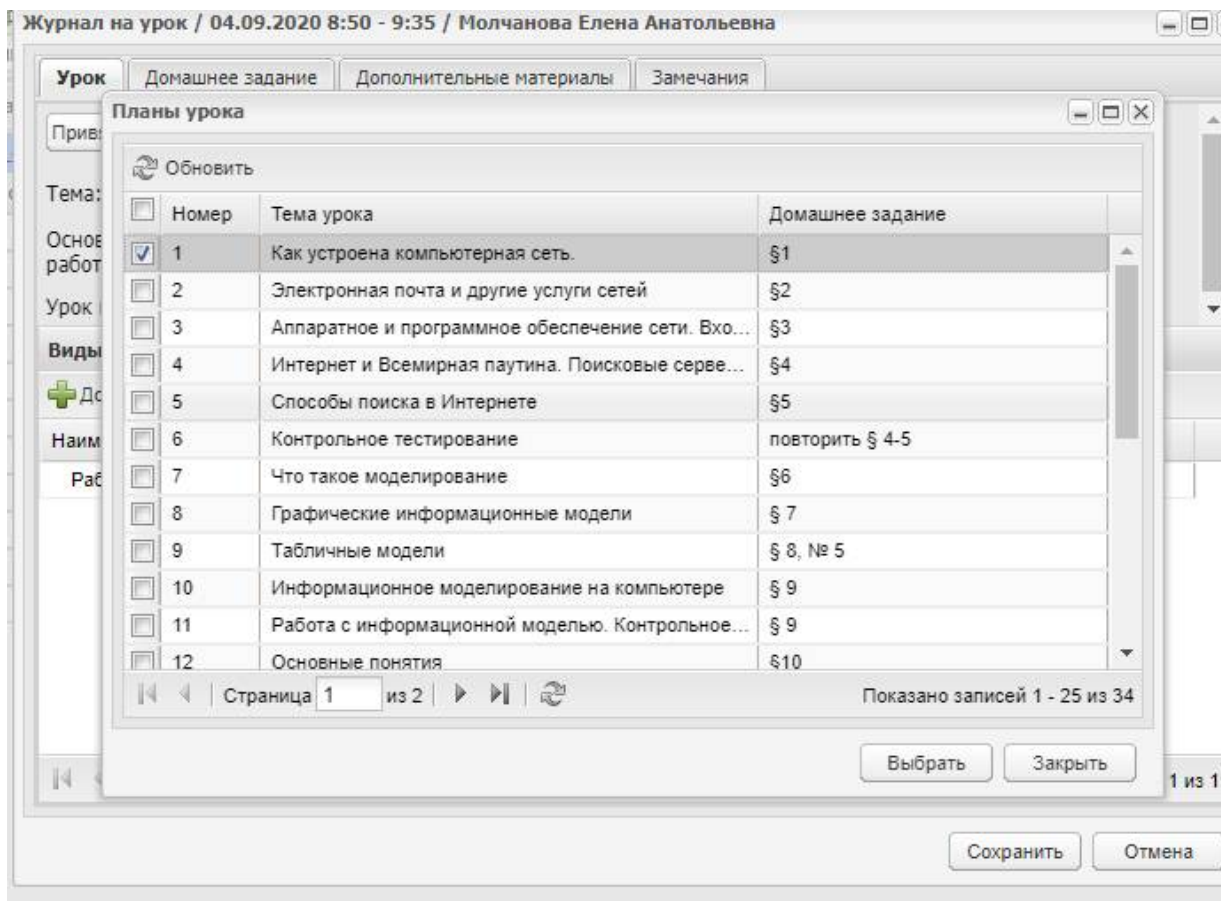 Журнал на урок / 04.09.2020 8:50 - 9:35 / Молчанова Елена Анатольевна
Урок Домашнее задание Дополнительные материалы Замечания
Планы урока
Обновить
Тема:
Номер Тема урока Домашнее задание
1 Как устроена компьютерная сеть. §1
2 Электронная почта и другие услуги сетей §2
Урок
3 Аппаратное и программное обеспечение сети. Вхо... §3
Виды
4 Интернет и Всемирная паутина. Поисковые серве... §4
5 Способы поиска в Интернете §5
6 Контрольное тестирование повторить § 4-5
7 Что такое моделирование §6
8 Графические информационные модели § 7
9 Табличные модели § 8, № 5
10 Информационное моделирование на компьютере § 9
11 Работа с информационной моделью. Контрольное... § 9
12 Основные понятия §10
Страница 1 из 2 Показано записей 1 - 25 из 34
Выбрать Закрыть
1 из 1
Сохранить Отмена